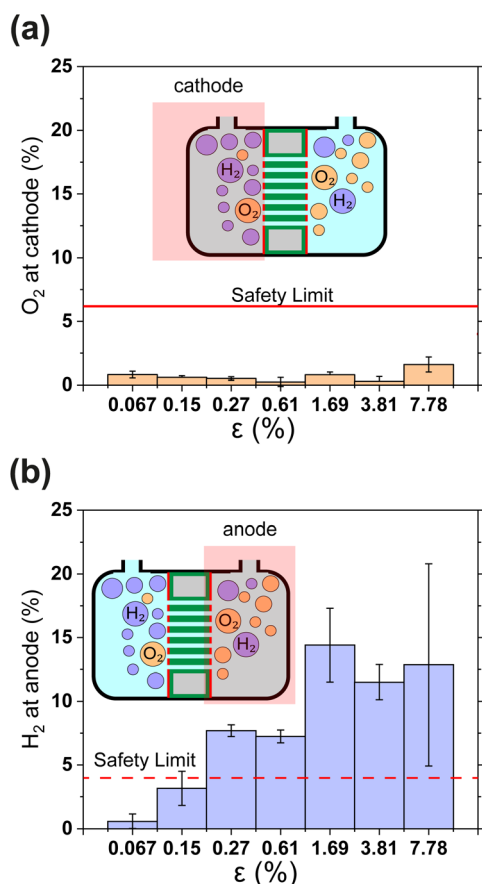 (a)
25
20
15
10
5
0
O₂ at cathode (%)
cathode
H₂
O₂
O₂
H₂
Safety Limit
0.067 0.15 0.27 0.61 1.69 3.81 7.78
ε (%)
(b)
25
20
15
10
5
0
H₂ at anode (%)
anode
H₂
O₂
O₂
H₂
Safety Limit
0.067 0.15 0.27 0.61 1.69 3.81 7.78
ε (%)